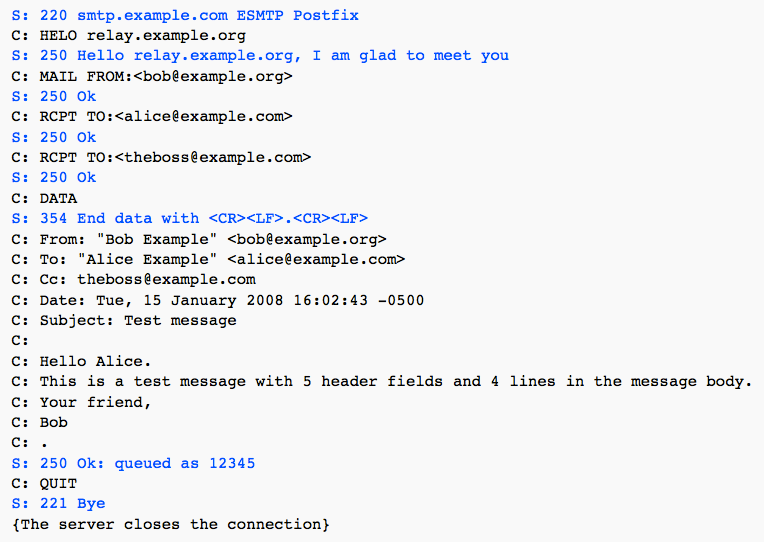 S: 220 smtp.example.com ESMTP Postfix
C: HELO relay.example.org
S: 250 Hello relay.example.org, I am glad to meet you
C: MAIL FROM:<bob@example.org>
S: 250 Ok
C: RCPT TO:<alice@example.com>
S: 250 Ok
C: RCPT TO:<theboss@example.com>
S: 250 Ok
C: DATA
S: 354 End data with <CR><LF>.<CR><LF>
C: From: "Bob Example" <bob@example.org>
C: To: "Alice Example" <alice@example.com>
C: Cc: theboss@example.com
C: Date: Tue, 15 January 2008 16:02:43 -0500
C: Subject: Test message
C:
C: Hello Alice.
C: This is a test message with 5 header fields and 4 lines in the message body.
C: Your friend,
C: Bob
C: .
S: 250 Ok: queued as 12345
C: QUIT
S: 221 Bye
{The server closes the connection}